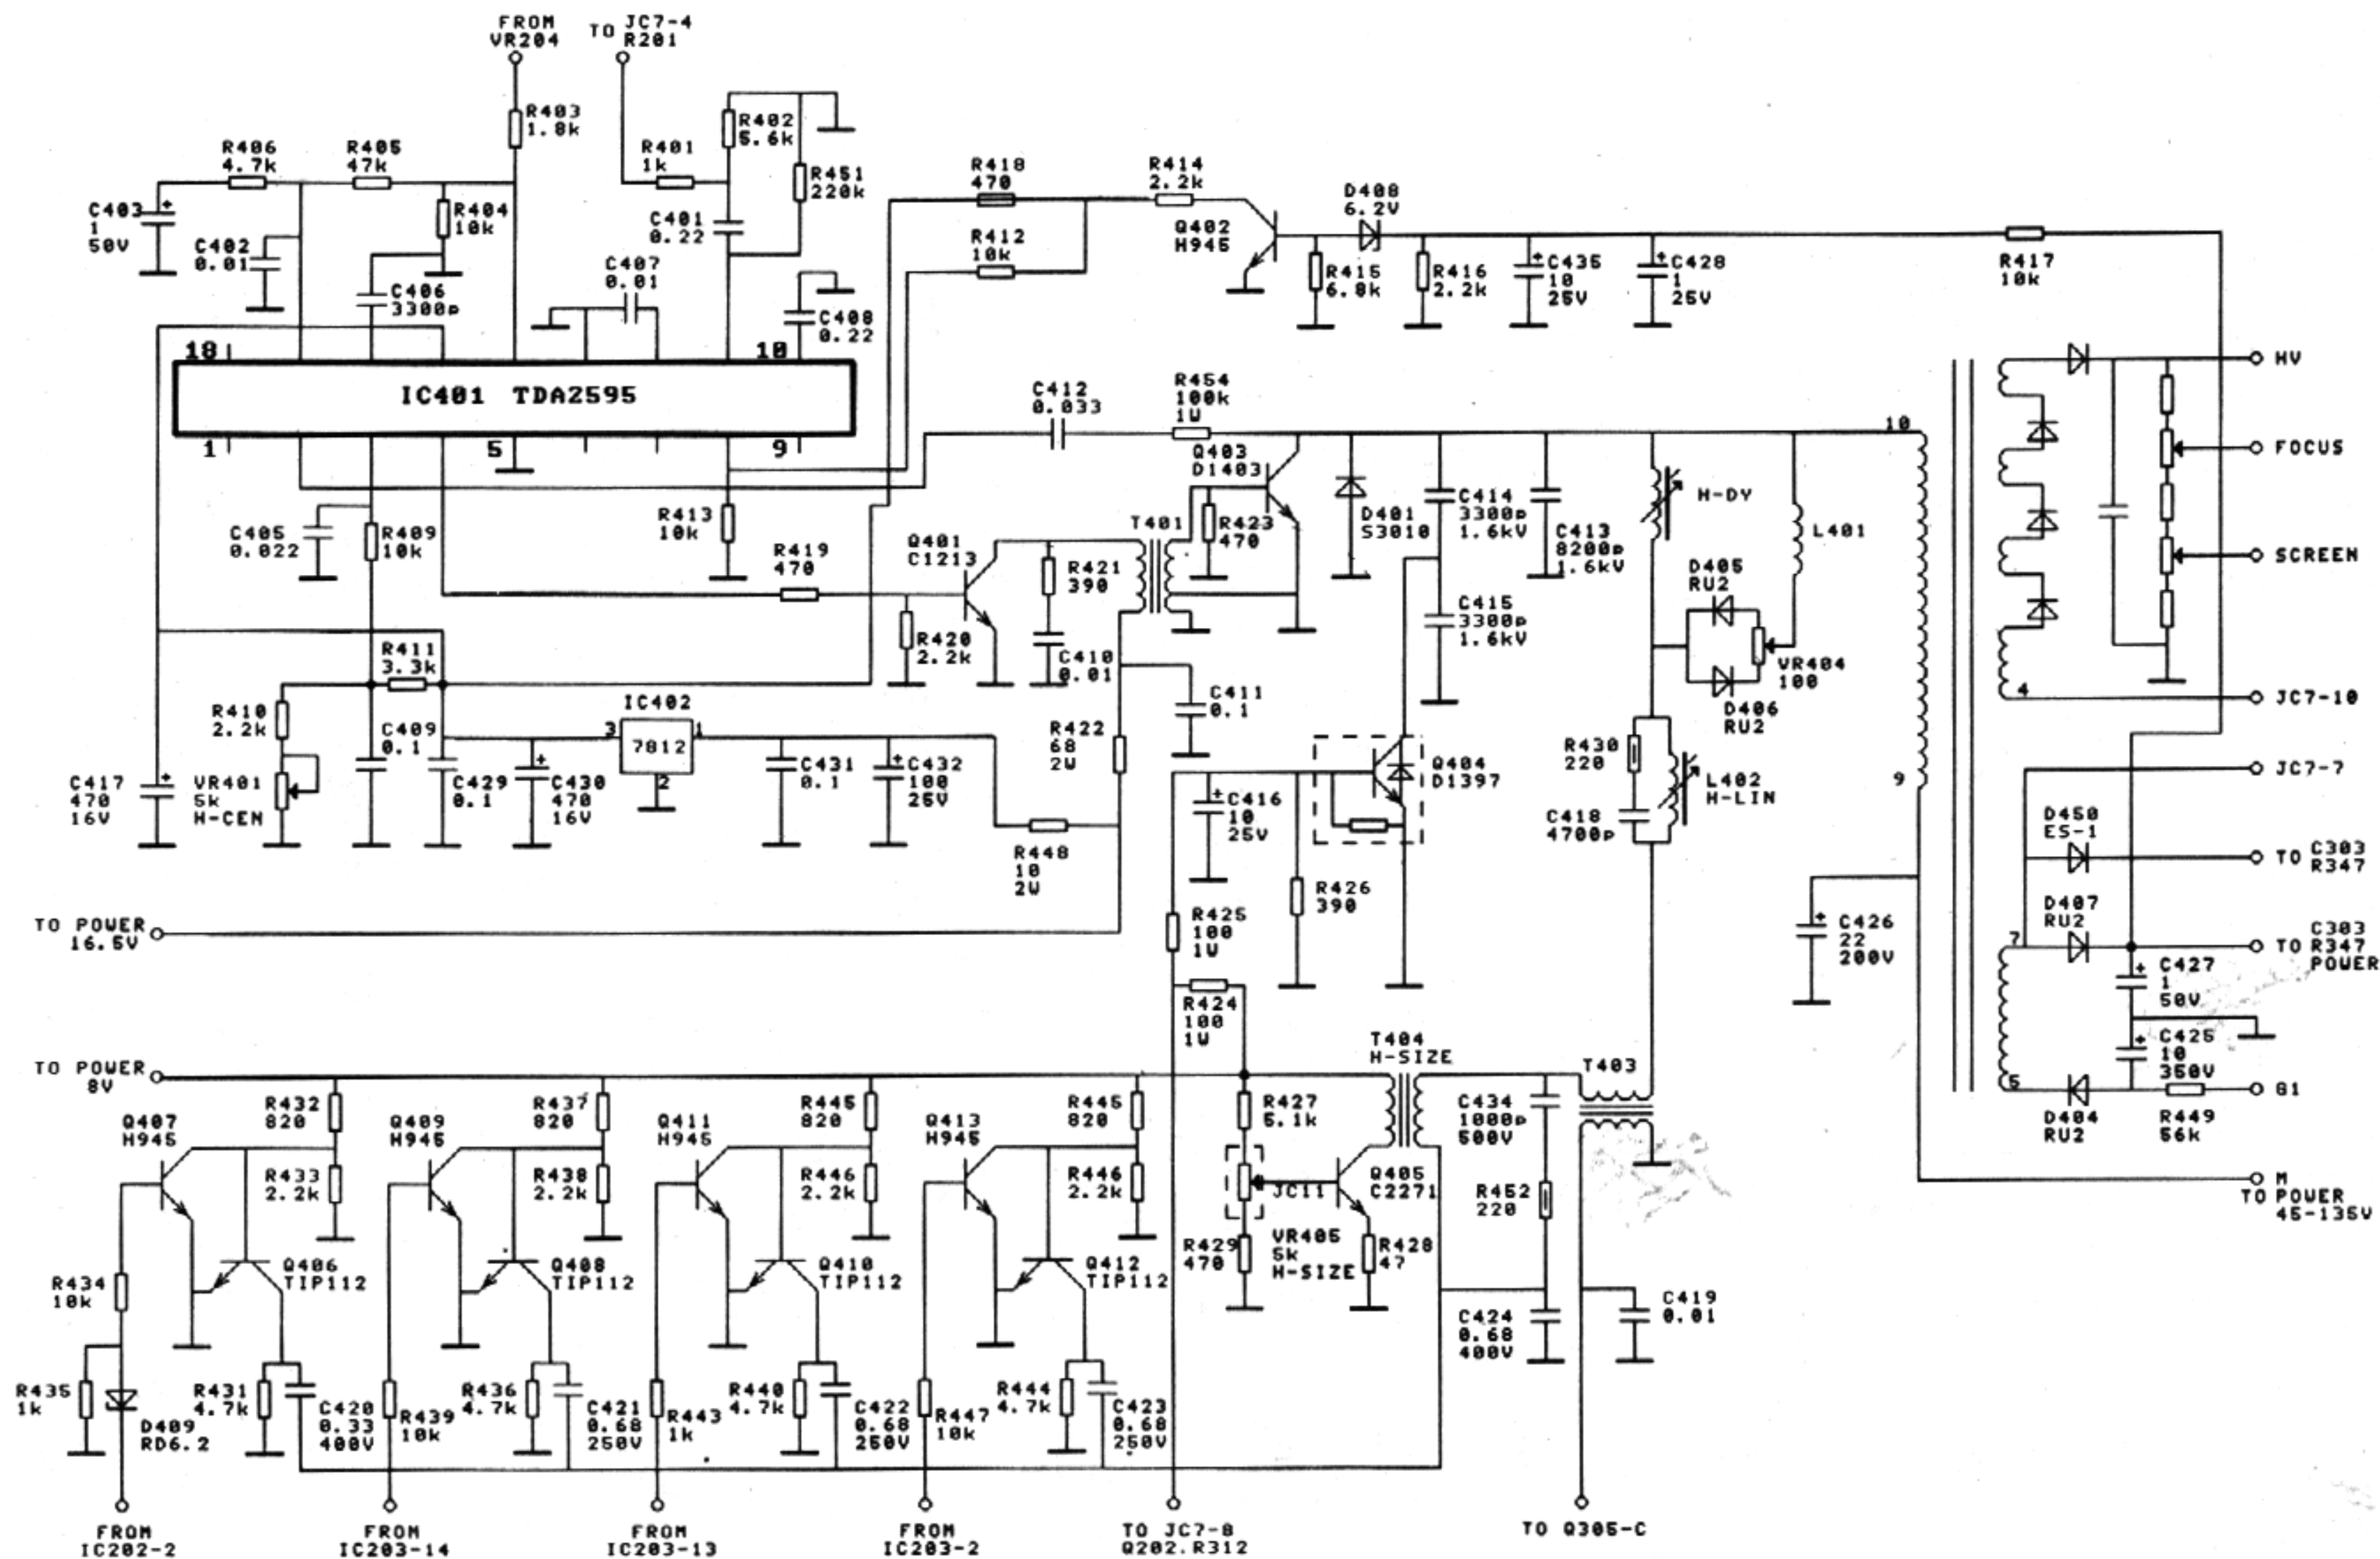 FROM
VR204
TO JC7-4
R201
R403
1.8k
R402
5.6k
R406
4.7k
R405
47k
R401
1k
R451
220k
R418
470
R414
2.2k
D408
6.2V
C403
1
50V
R404
10k
C401
0.22
Q402
H945
C402
0.01
C407
0.01
R412
10k
R415
6.8k
R416
2.2k
C435
10
25V
C428
1
25V
R417
10k
C406
3300p
C408
0.22
18
10
IC401 TDA2595
1
5
9
C412
0.033
R454
100k
1W
10
HV
FOCUS
SCREEN
Q403
D1403
H-DY
C405
0.022
R409
10k
R413
10k
T401
R423
470
D401
S3010
C414
3300p
1.6kV
C413
8200p
1.6kV
L401
R419
470
Q401
C1213
R421
390
D405
RU2
C415
3300p
1.6kV
R420
2.2k
C410
0.01
VR404
100
D406
RU2
R411
3.3k
4
JC7-10
C411
0.1
R410
2.2k
C409
0.1
IC402
3
7812
1
2
R422
68
2W
R430
220
L402
H-LIN
9
JC7-7
Q404
D1397
C417
470
16V
VR401
5k
H-CEN
C429
0.1
C430
470
16V
C431
0.1
C432
100
25V
C416
10
25V
C418
4700p
D450
ES-1
TO C303
R347
R448
10
2W
R426
390
TO POWER
16.5V
R425
100
1W
C426
22
200V
D407
RU2
7
TO C303
R347
POWER
C427
1
50V
R424
100
1W
C425
10
350V
T404
H-SIZE
T403
5
G1
TO POWER
8V
D404
RU2
R449
56k
Q407
H945
R432
820
Q409
H945
R437
820
Q411
H945
R445
820
Q413
H945
R445
820
R427
5.1k
C434
1000p
500V
R433
2.2k
R438
2.2k
R446
2.2k
R446
2.2k
JC11
Q405
C2271
R452
220
M
TO POWER
45-135V
R434
10k
Q406
TIP112
Q408
TIP112
Q410
TIP112
Q412
TIP112
R429
470
VR405
5k
H-SIZE
R428
47
C424
0.68
400V
C419
0.01
R435
1k
D409
RD6.2
R431
4.7k
C420
0.33
400V
R439
10k
R436
4.7k
C421
0.68
250V
R443
1k
R440
4.7k
C422
0.68
250V
R447
10k
R444
4.7k
C423
0.68
250V
FROM
IC202-2
FROM
IC203-14
FROM
IC203-13
FROM
IC203-2
TO JC7-8
Q202.R312
TO Q305-C